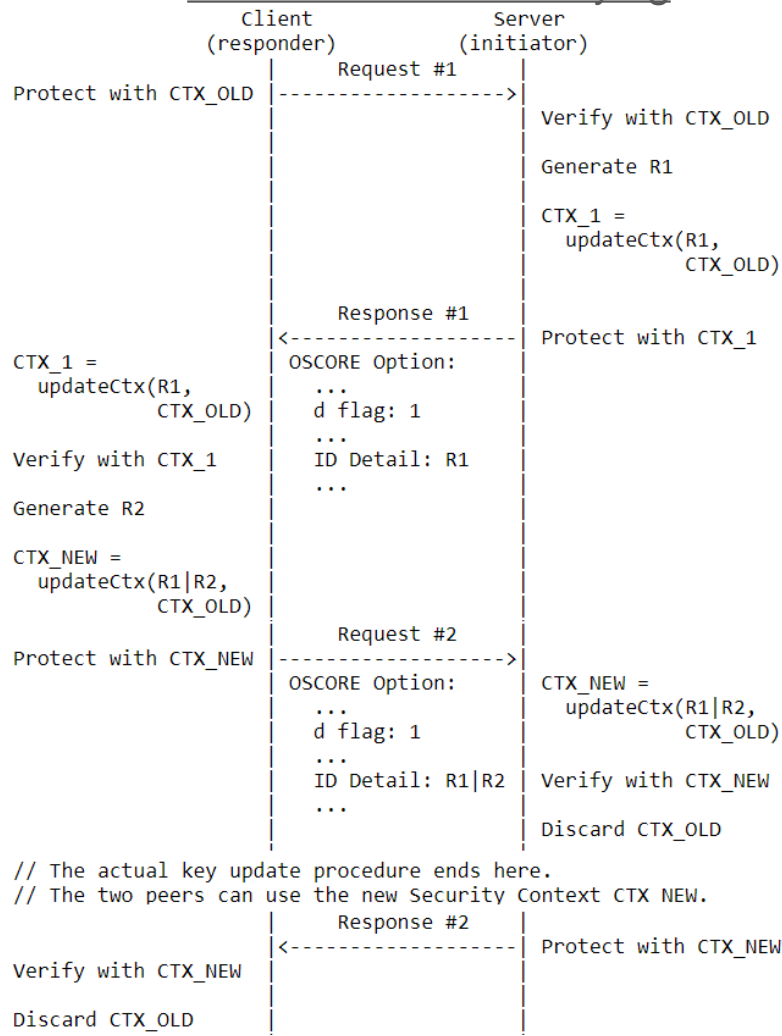 Client Server
(responder) (initiator)
| Request #1 |
Protect with CTX_OLD |------------------->|
| | Verify with CTX_OLD
| | Generate R1
| | CTX_1 =
| | updateCtx(R1,
| | CTX_OLD)
| Response #1 |
|<-------------------| Protect with CTX_1
CTX_1 = | OSCORE Option: |
updateCtx(R1, | ... |
CTX_OLD) | d flag: 1 |
| ... |
Verify with CTX_1 | ID Detail: R1 |
| ... |
Generate R2 | |
CTX_NEW = | |
updateCtx(R1|R2, | |
CTX_OLD) | |
| Request #2 |
Protect with CTX_NEW |------------------->|
| OSCORE Option: | CTX_NEW =
| ... | updateCtx(R1|R2,
| d flag: 1 | CTX_OLD)
| ... |
| ID Detail: R1|R2 | Verify with CTX_NEW
| ... |
| | Discard CTX_OLD
// The actual key update procedure ends here.
// The two peers can use the new Security Context CTX_NEW.
| Response #2 |
|<-------------------| Protect with CTX_NEW
Verify with CTX_NEW | |
Discard CTX_OLD | |